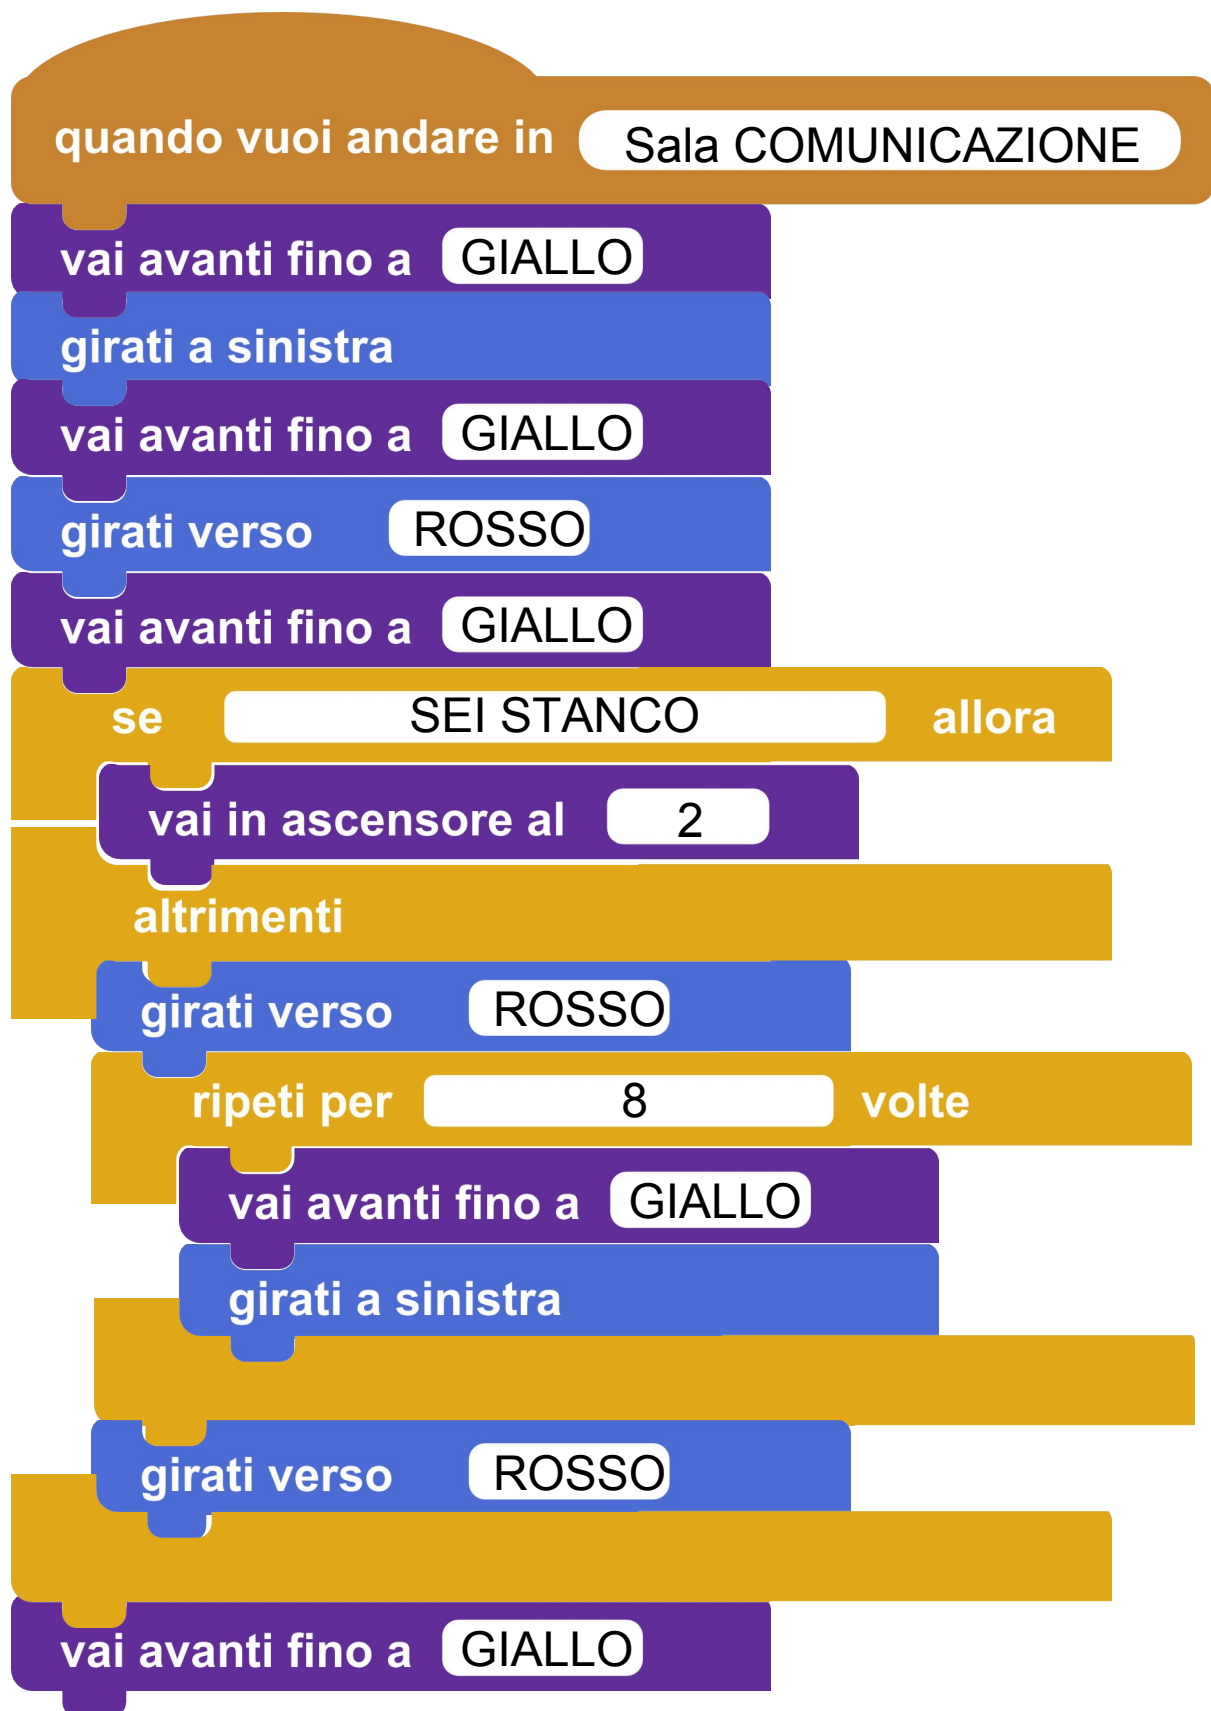 quando vuoi andare in Sala COMUNICAZIONE
vai avanti fino a GIALLO
girati a sinistra
vai avanti fino a GIALLO
girati verso ROSSO
vai avanti fino a GIALLO
se SEI STANCO allora
vai in ascensore al 2
altrimenti
girati verso ROSSO
ripeti per 8 volte
vai avanti fino a GIALLO
girati a sinistra
girati verso ROSSO
vai avanti fino a GIALLO